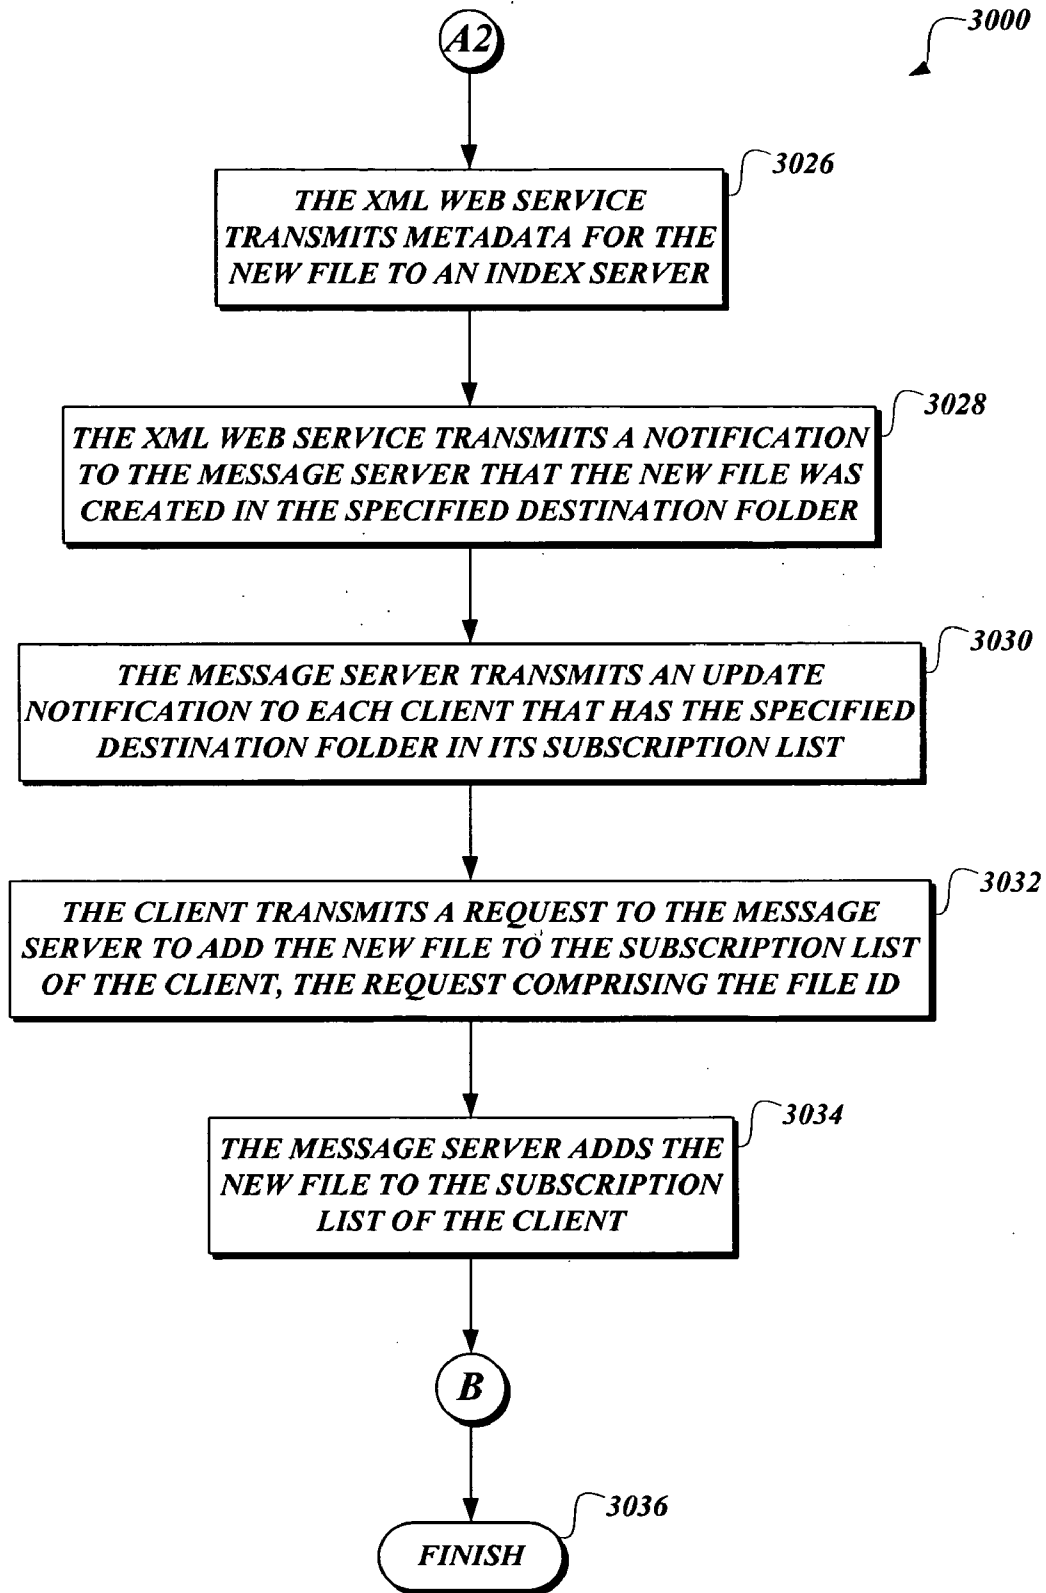 A2
3000
3026
THE XML WEB SERVICE
TRANSMITS METADATA FOR THE
NEW FILE TO AN INDEX SERVER
3028
THE XML WEB SERVICE TRANSMITS A NOTIFICATION
TO THE MESSAGE SERVER THAT THE NEW FILE WAS
CREATED IN THE SPECIFIED DESTINATION FOLDER
3030
THE MESSAGE SERVER TRANSMITS AN UPDATE
NOTIFICATION TO EACH CLIENT THAT HAS THE SPECIFIED
DESTINATION FOLDER IN ITS SUBSCRIPTION LIST
3032
THE CLIENT TRANSMITS A REQUEST TO THE MESSAGE
SERVER TO ADD THE NEW FILE TO THE SUBSCRIPTION LIST
OF THE CLIENT, THE REQUEST COMPRISING THE FILE ID
3034
THE MESSAGE SERVER ADDS THE
NEW FILE TO THE SUBSCRIPTION
LIST OF THE CLIENT
B
3036
FINISH